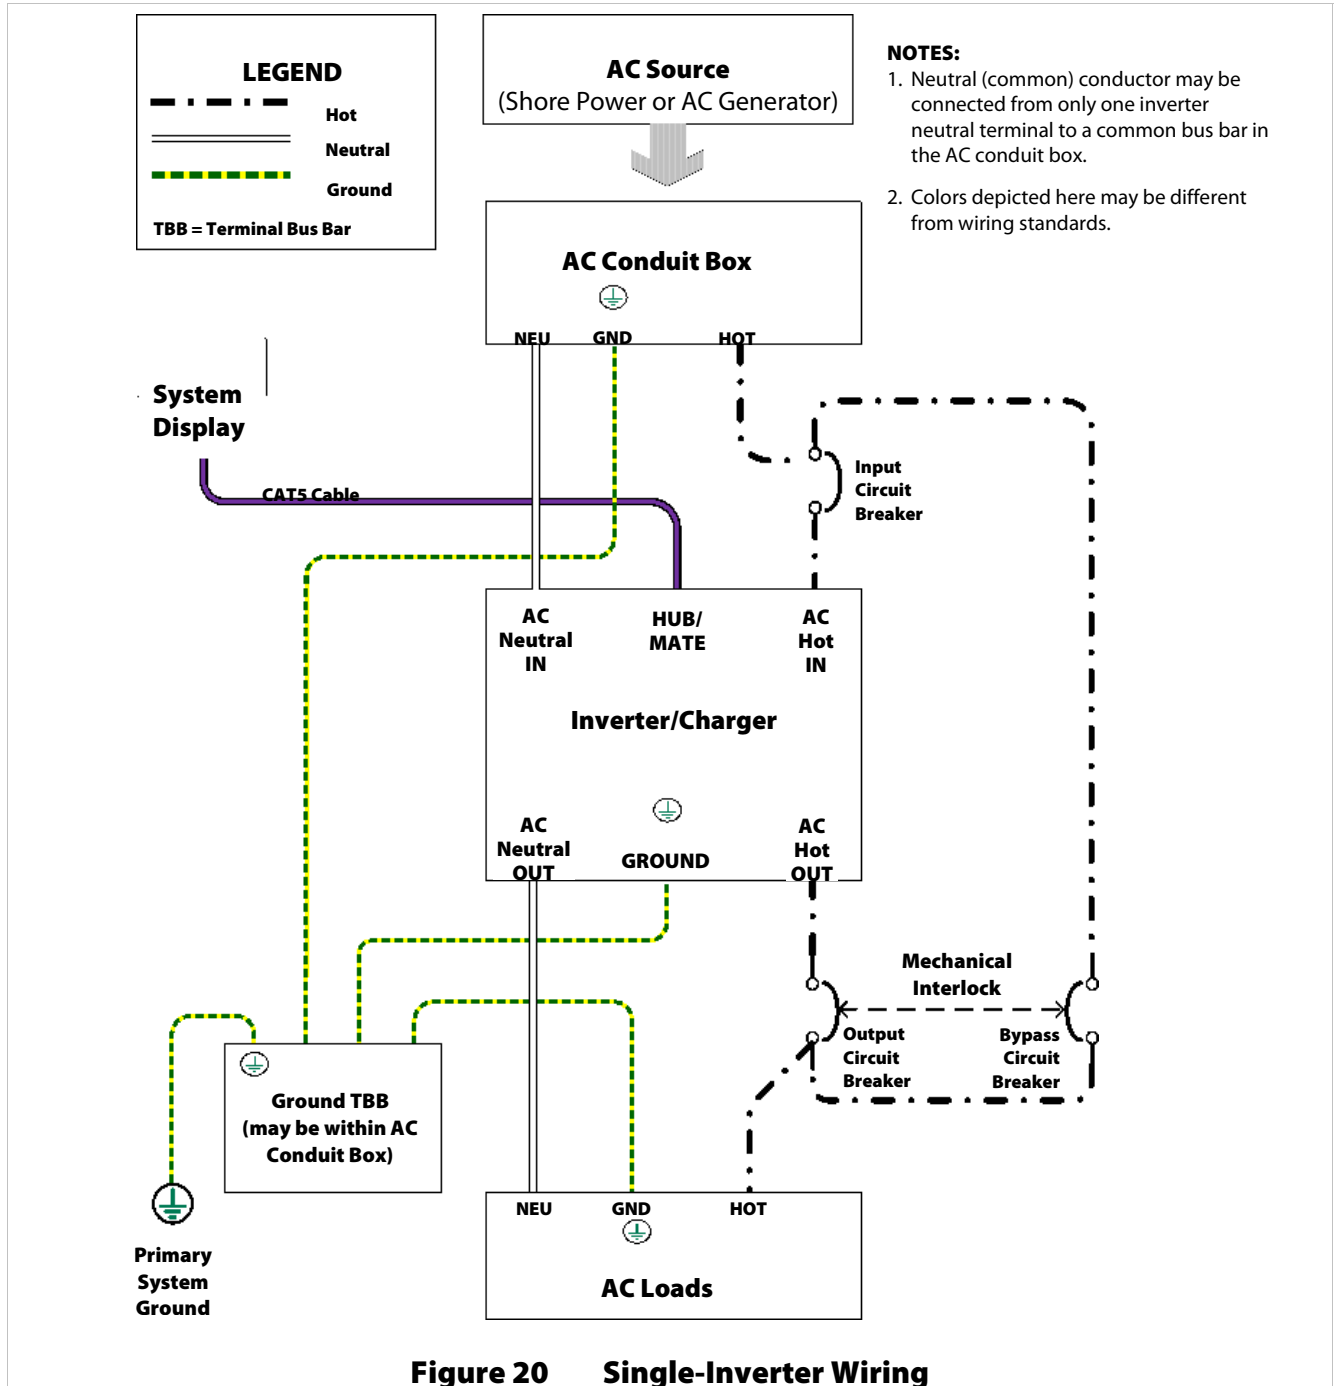 LEGEND
Hot
Neutral
Ground
TBB = Terminal Bus Bar
AC Source
(Shore Power or AC Generator)
NOTES:
1. Neutral (common) conductor may be
connected from only one inverter
neutral terminal to a common bus bar in
the AC conduit box.
2. Colors depicted here may be different
from wiring standards.
AC Conduit Box
NEU GND HOT
System
Display
CAT5 Cable
Input
Circuit
Breaker
AC
Neutral
IN
HUB/
MATE
AC
Hot
IN
Inverter/Charger
AC
Neutral
OUT
GROUND
AC
Hot
OUT
Mechanical
Interlock
Output
Circuit
Breaker
Bypass
Circuit
Breaker
Ground TBB
(may be within AC
Conduit Box)
Primary
System
Ground
NEU GND HOT
AC Loads
Figure 20 Single-Inverter Wiring